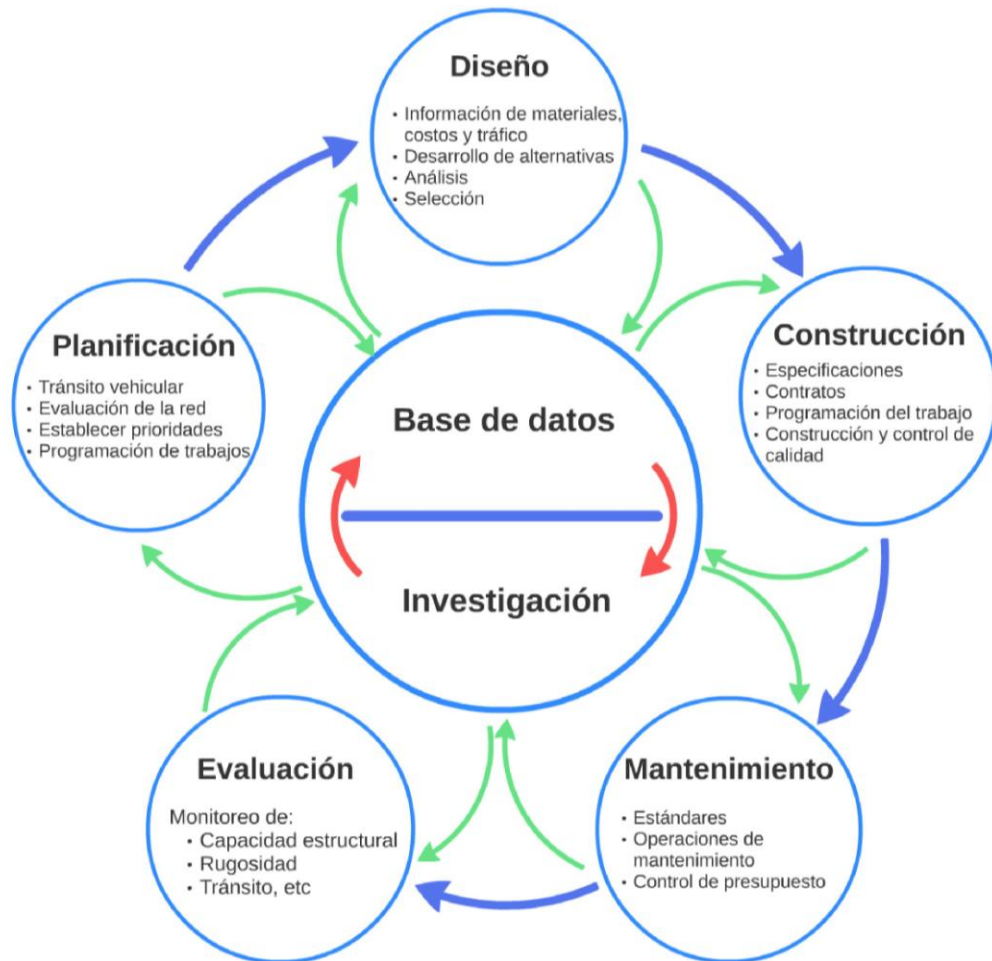 Diseño
• Información de materiales,
costos y tráfico
• Desarrollo de alternativas
• Análisis
• Selección
Planificación
• Tránsito vehicular
• Evaluación de la red
• Establecer prioridades
• Programación de trabajos
Construcción
• Especificaciones
• Contratos
• Programación del trabajo
• Construcción y control de
calidad
Base de datos
Investigación
Evaluación
Monitoreo de:
• Capacidad estructural
• Rugosidad
• Tránsito, etc
Mantenimiento
• Estándares
• Operaciones de
mantenimiento
• Control de presupuesto